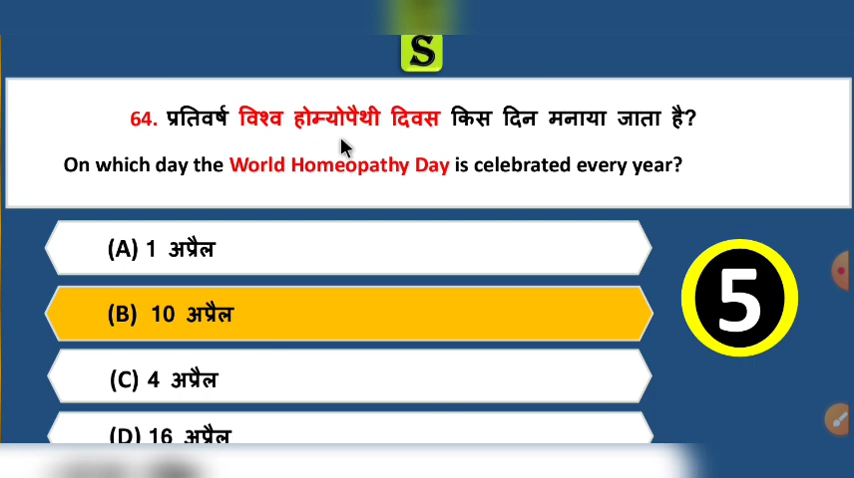 S
64. प्रतिवर्ष विश्व होम्योपैथी दिवस किस दिन मनाया जाता है?
On which day the World Homeopathy Day is celebrated every year?
(A) 1 अप्रैल
(B) 10 अप्रैल
5
(C) 4 अप्रैल
(D) 16 अप्रैल